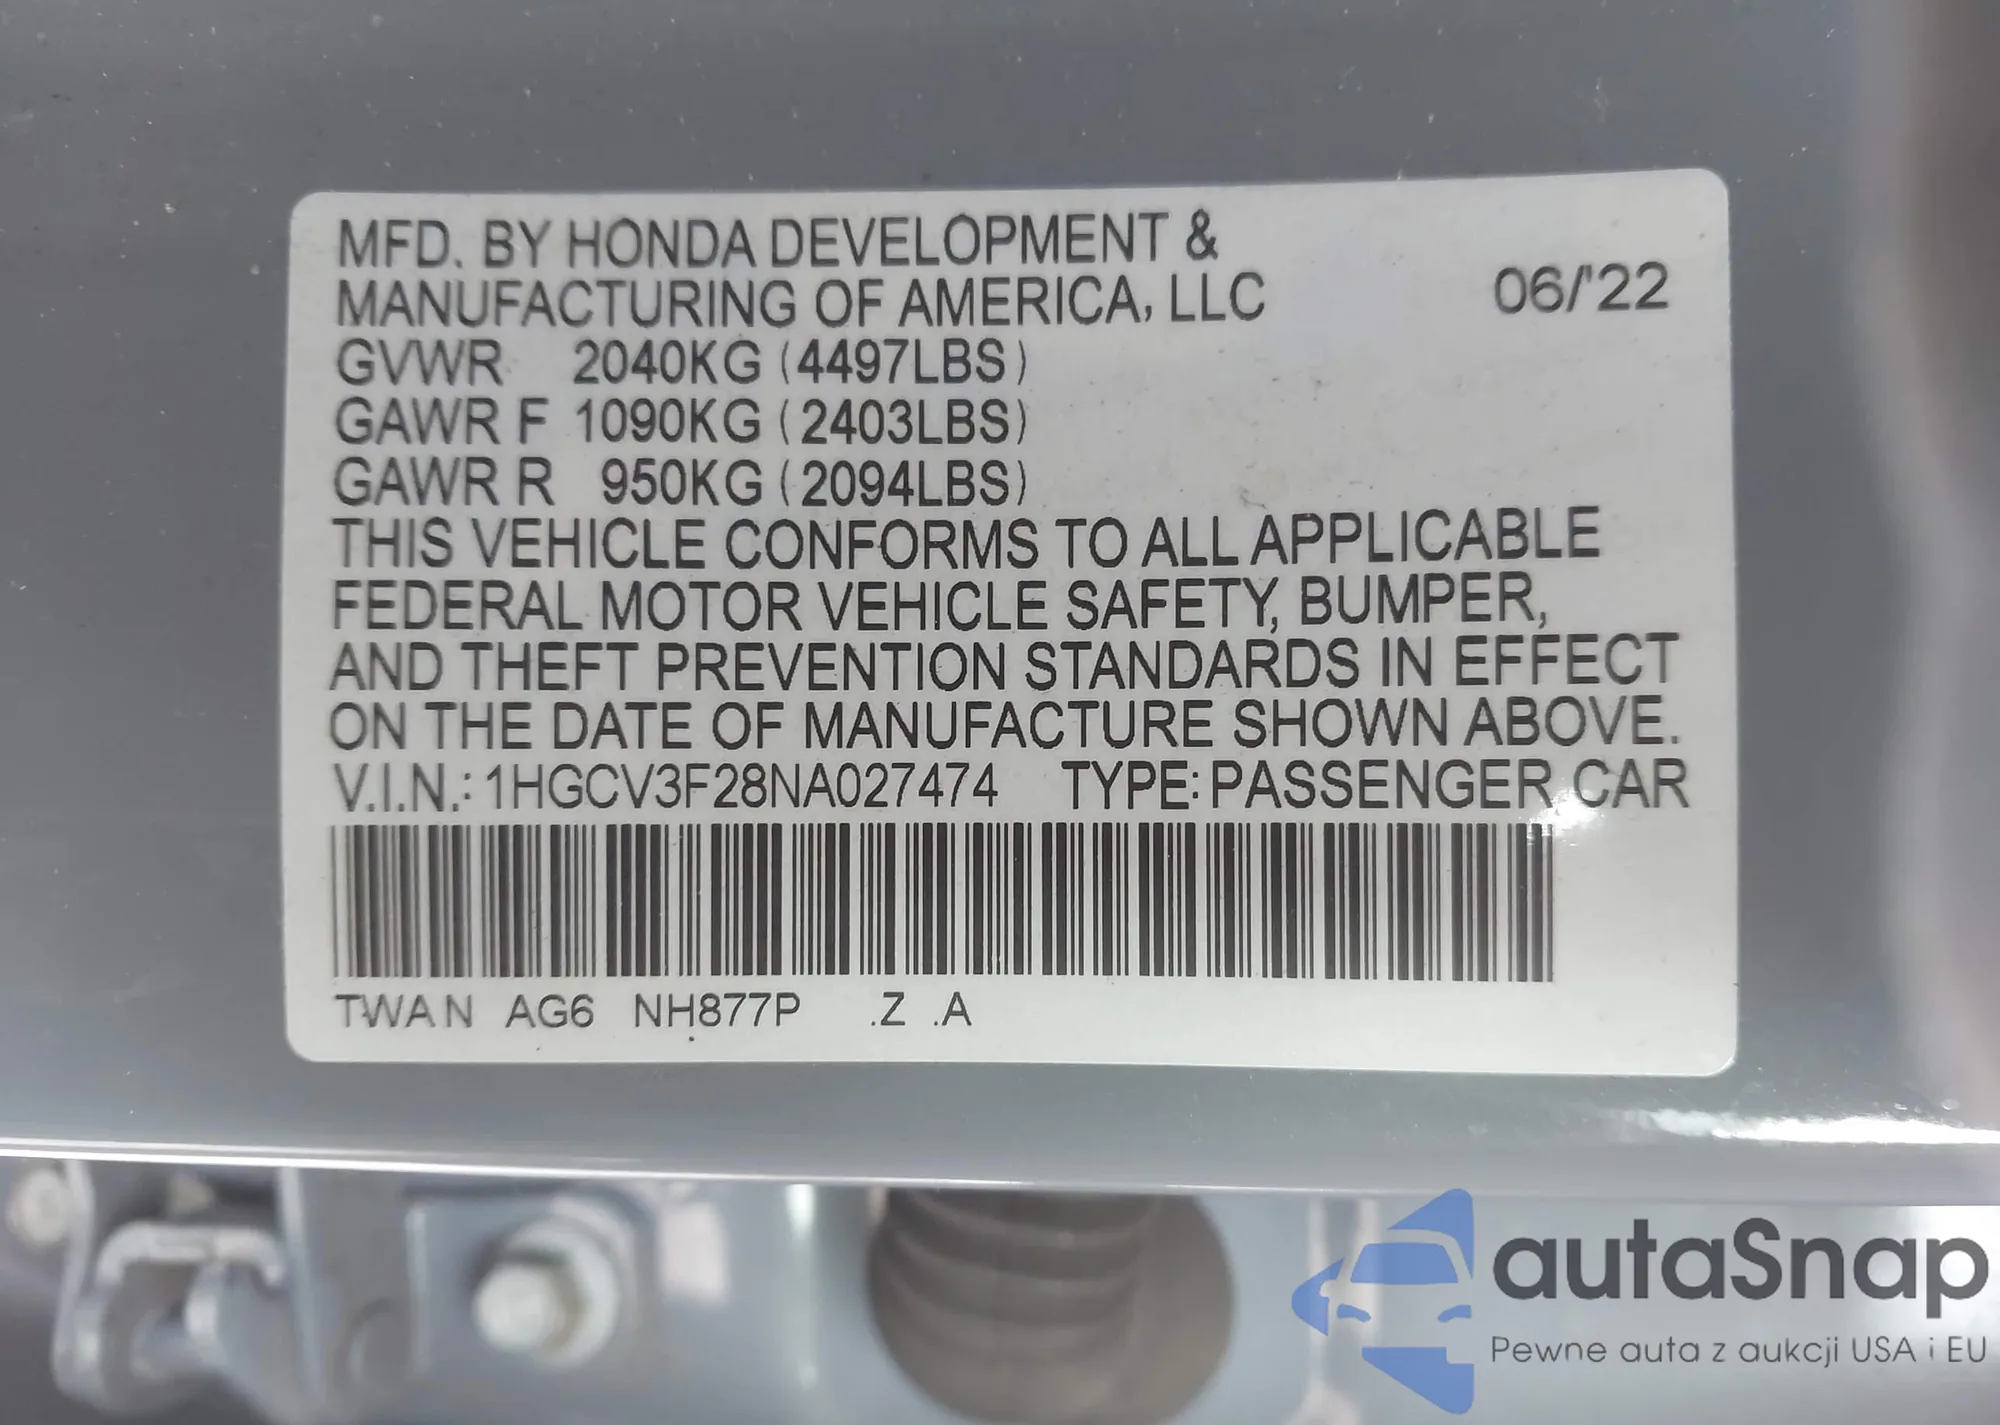 MFD. BY HONDA DEVELOPMENT &
MANUFACTURING OF AMERICA, LLC 06/'22
GVWR 2040KG (4497LBS)
GAWR F 1090KG (2403LBS)
GAWR R 950KG (2094LBS)
THIS VEHICLE CONFORMS TO ALL APPLICABLE
FEDERAL MOTOR VEHICLE SAFETY, BUMPER,
AND THEFT PREVENTION STANDARDS IN EFFECT
ON THE DATE OF MANUFACTURE SHOWN ABOVE.
V.I.N.: 1HGCV3F28NA027474 TYPE: PASSENGER CAR
TWAN AG6 NH877P .Z .A
autaSnap
Pewne auta z aukcji USA i EU